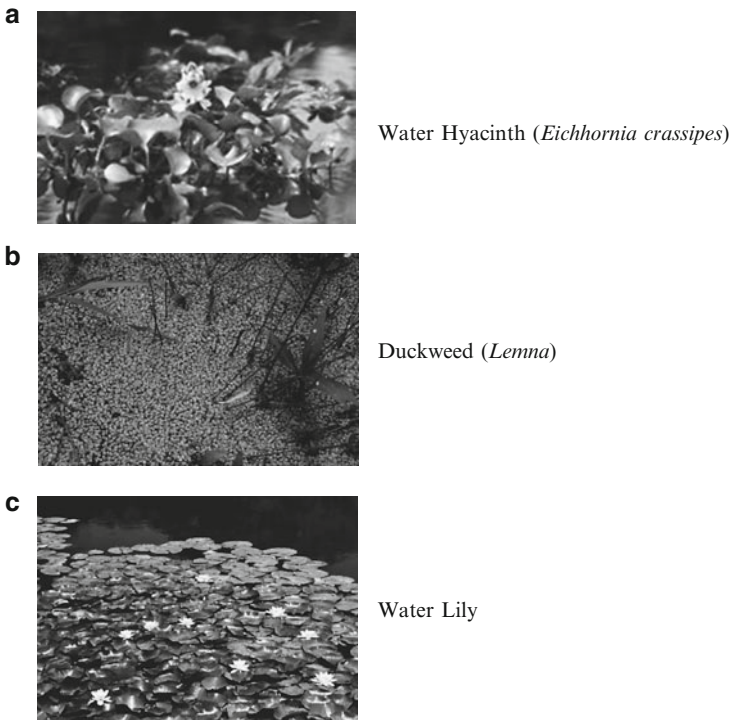 a
Water Hyacinth (Eichhornia crassipes)
b
Duckweed (Lemna)
c
Water Lily